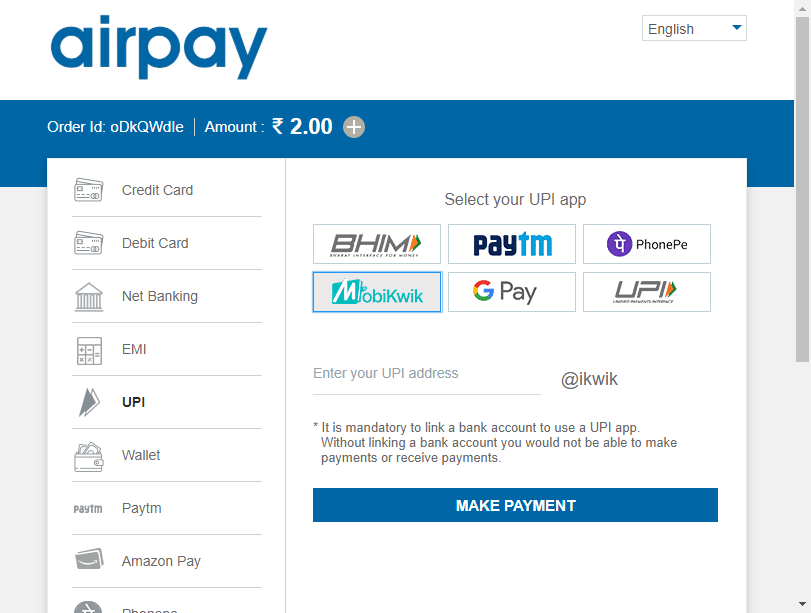 airpay
English
Order Id: oDkQWdle | Amount : ₹ 2.00
Credit Card
Debit Card
Net Banking
EMI
UPI
Wallet
Paytm
Paytm
Amazon Pay
Phonepe
Select your UPI app
BHIM
BHARAT INTERFACE FOR MONEY
paytm
पे PhonePe
MobiKwik
G Pay
UPI
UNIFIED PAYMENTS INTERFACE
Enter your UPI address
@ikwik
* It is mandatory to link a bank account to use a UPI app.
Without linking a bank account you would not be able to make
payments or receive payments.
MAKE PAYMENT